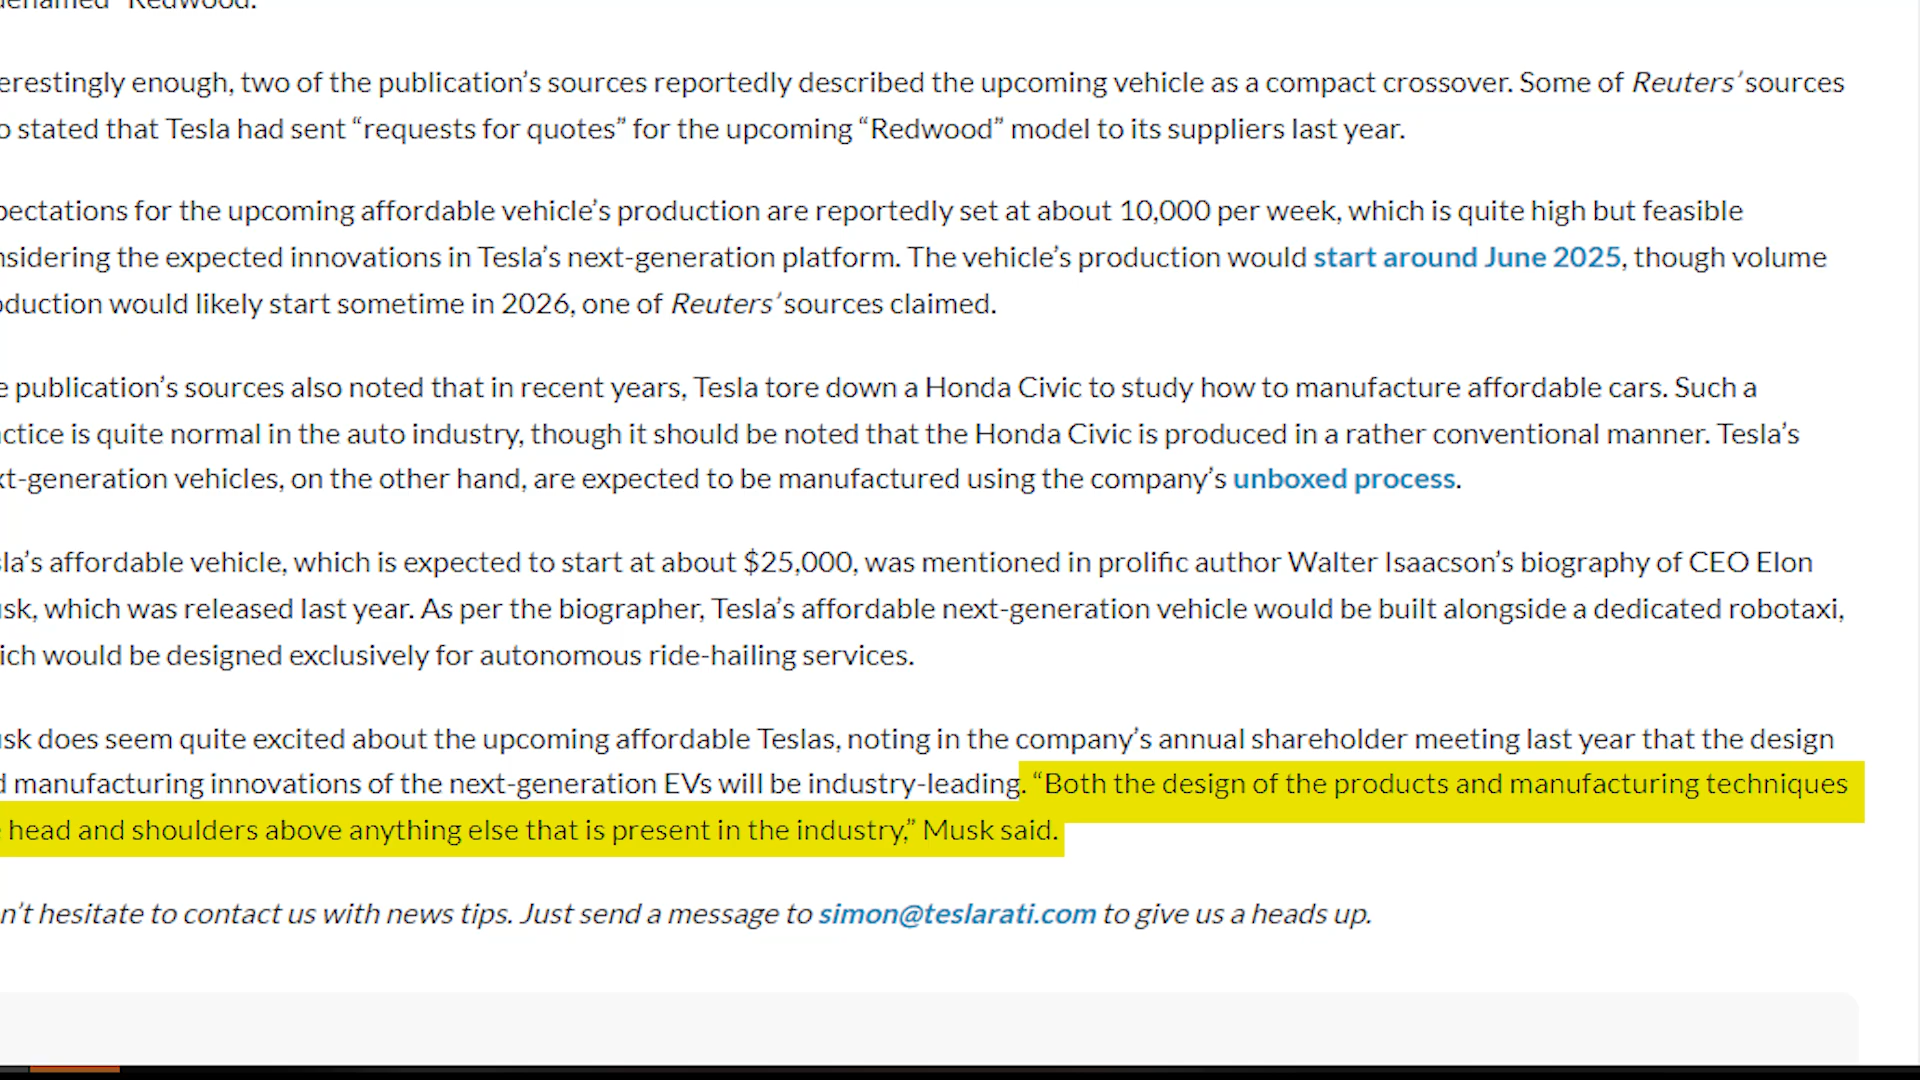 "Redwood."
enough, two of the publication’s sources reportedly described the upcoming vehicle as a compact crossover. Some of Reuters’ sources
stated that Tesla had sent “requests for quotes” for the upcoming “Redwood” model to its suppliers last year.
for the upcoming affordable vehicle’s production are reportedly set at about 10,000 per week, which is quite high but feasible
the expected innovations in Tesla’s next-generation platform. The vehicle’s production would start around June 2025, though volume
would likely start sometime in 2026, one of Reuters’ sources claimed.
publication’s sources also noted that in recent years, Tesla tore down a Honda Civic to study how to manufacture affordable cars. Such a
is quite normal in the auto industry, though it should be noted that the Honda Civic is produced in a rather conventional manner. Tesla’s
vehicles, on the other hand, are expected to be manufactured using the company’s unboxed process.
affordable vehicle, which is expected to start at about $25,000, was mentioned in prolific author Walter Isaacson’s biography of CEO Elon
which was released last year. As per the biographer, Tesla’s affordable next-generation vehicle would be built alongside a dedicated robotaxi,
would be designed exclusively for autonomous ride-hailing services.
does seem quite excited about the upcoming affordable Teslas, noting in the company’s annual shareholder meeting last year that the design
manufacturing innovations of the next-generation EVs will be industry-leading. “Both the design of the products and manufacturing techniques
head and shoulders above anything else that is present in the industry,” Musk said.
hesitate to contact us with news tips. Just send a message to simon@teslarati.com to give us a heads up.